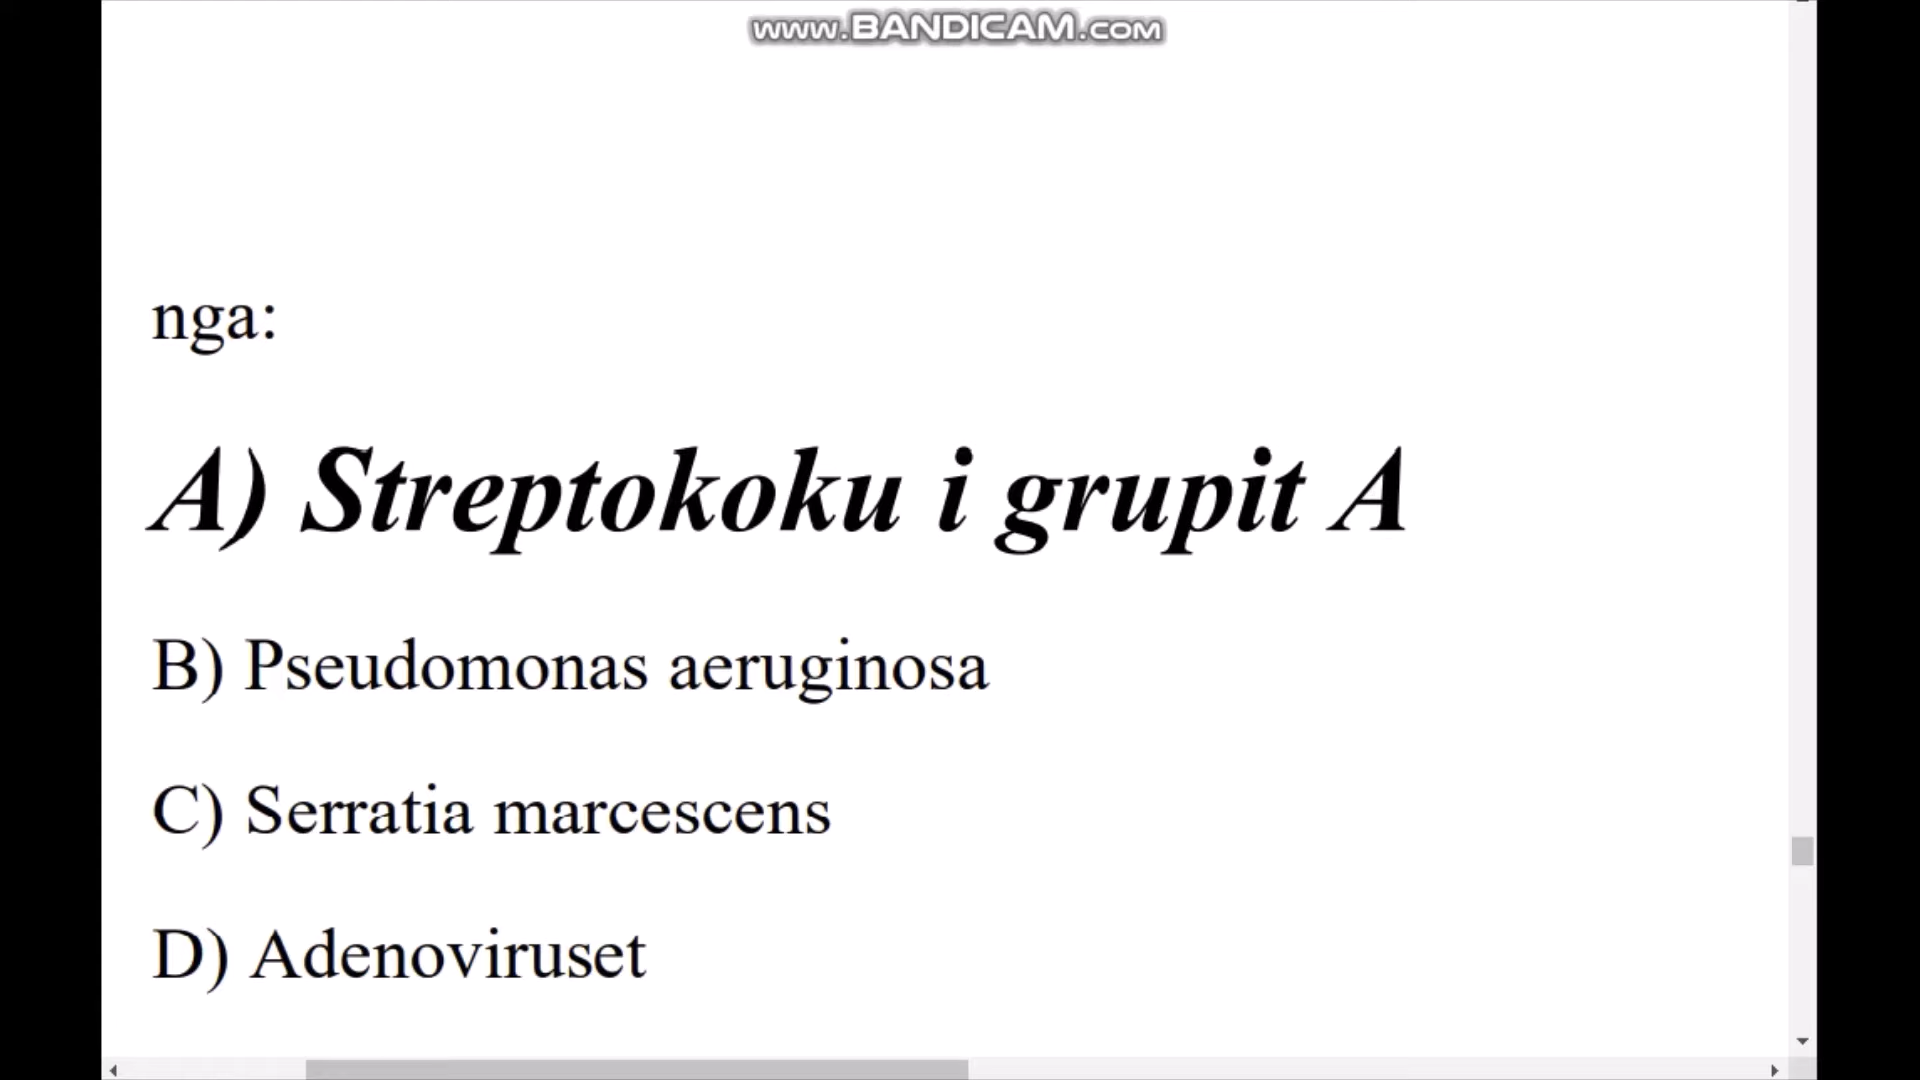 www.BANDICAM.com
nga:
A) Streptokoku i grupit A
B) Pseudomonas aeruginosa
C) Serratia marcescens
D) Adenoviruset